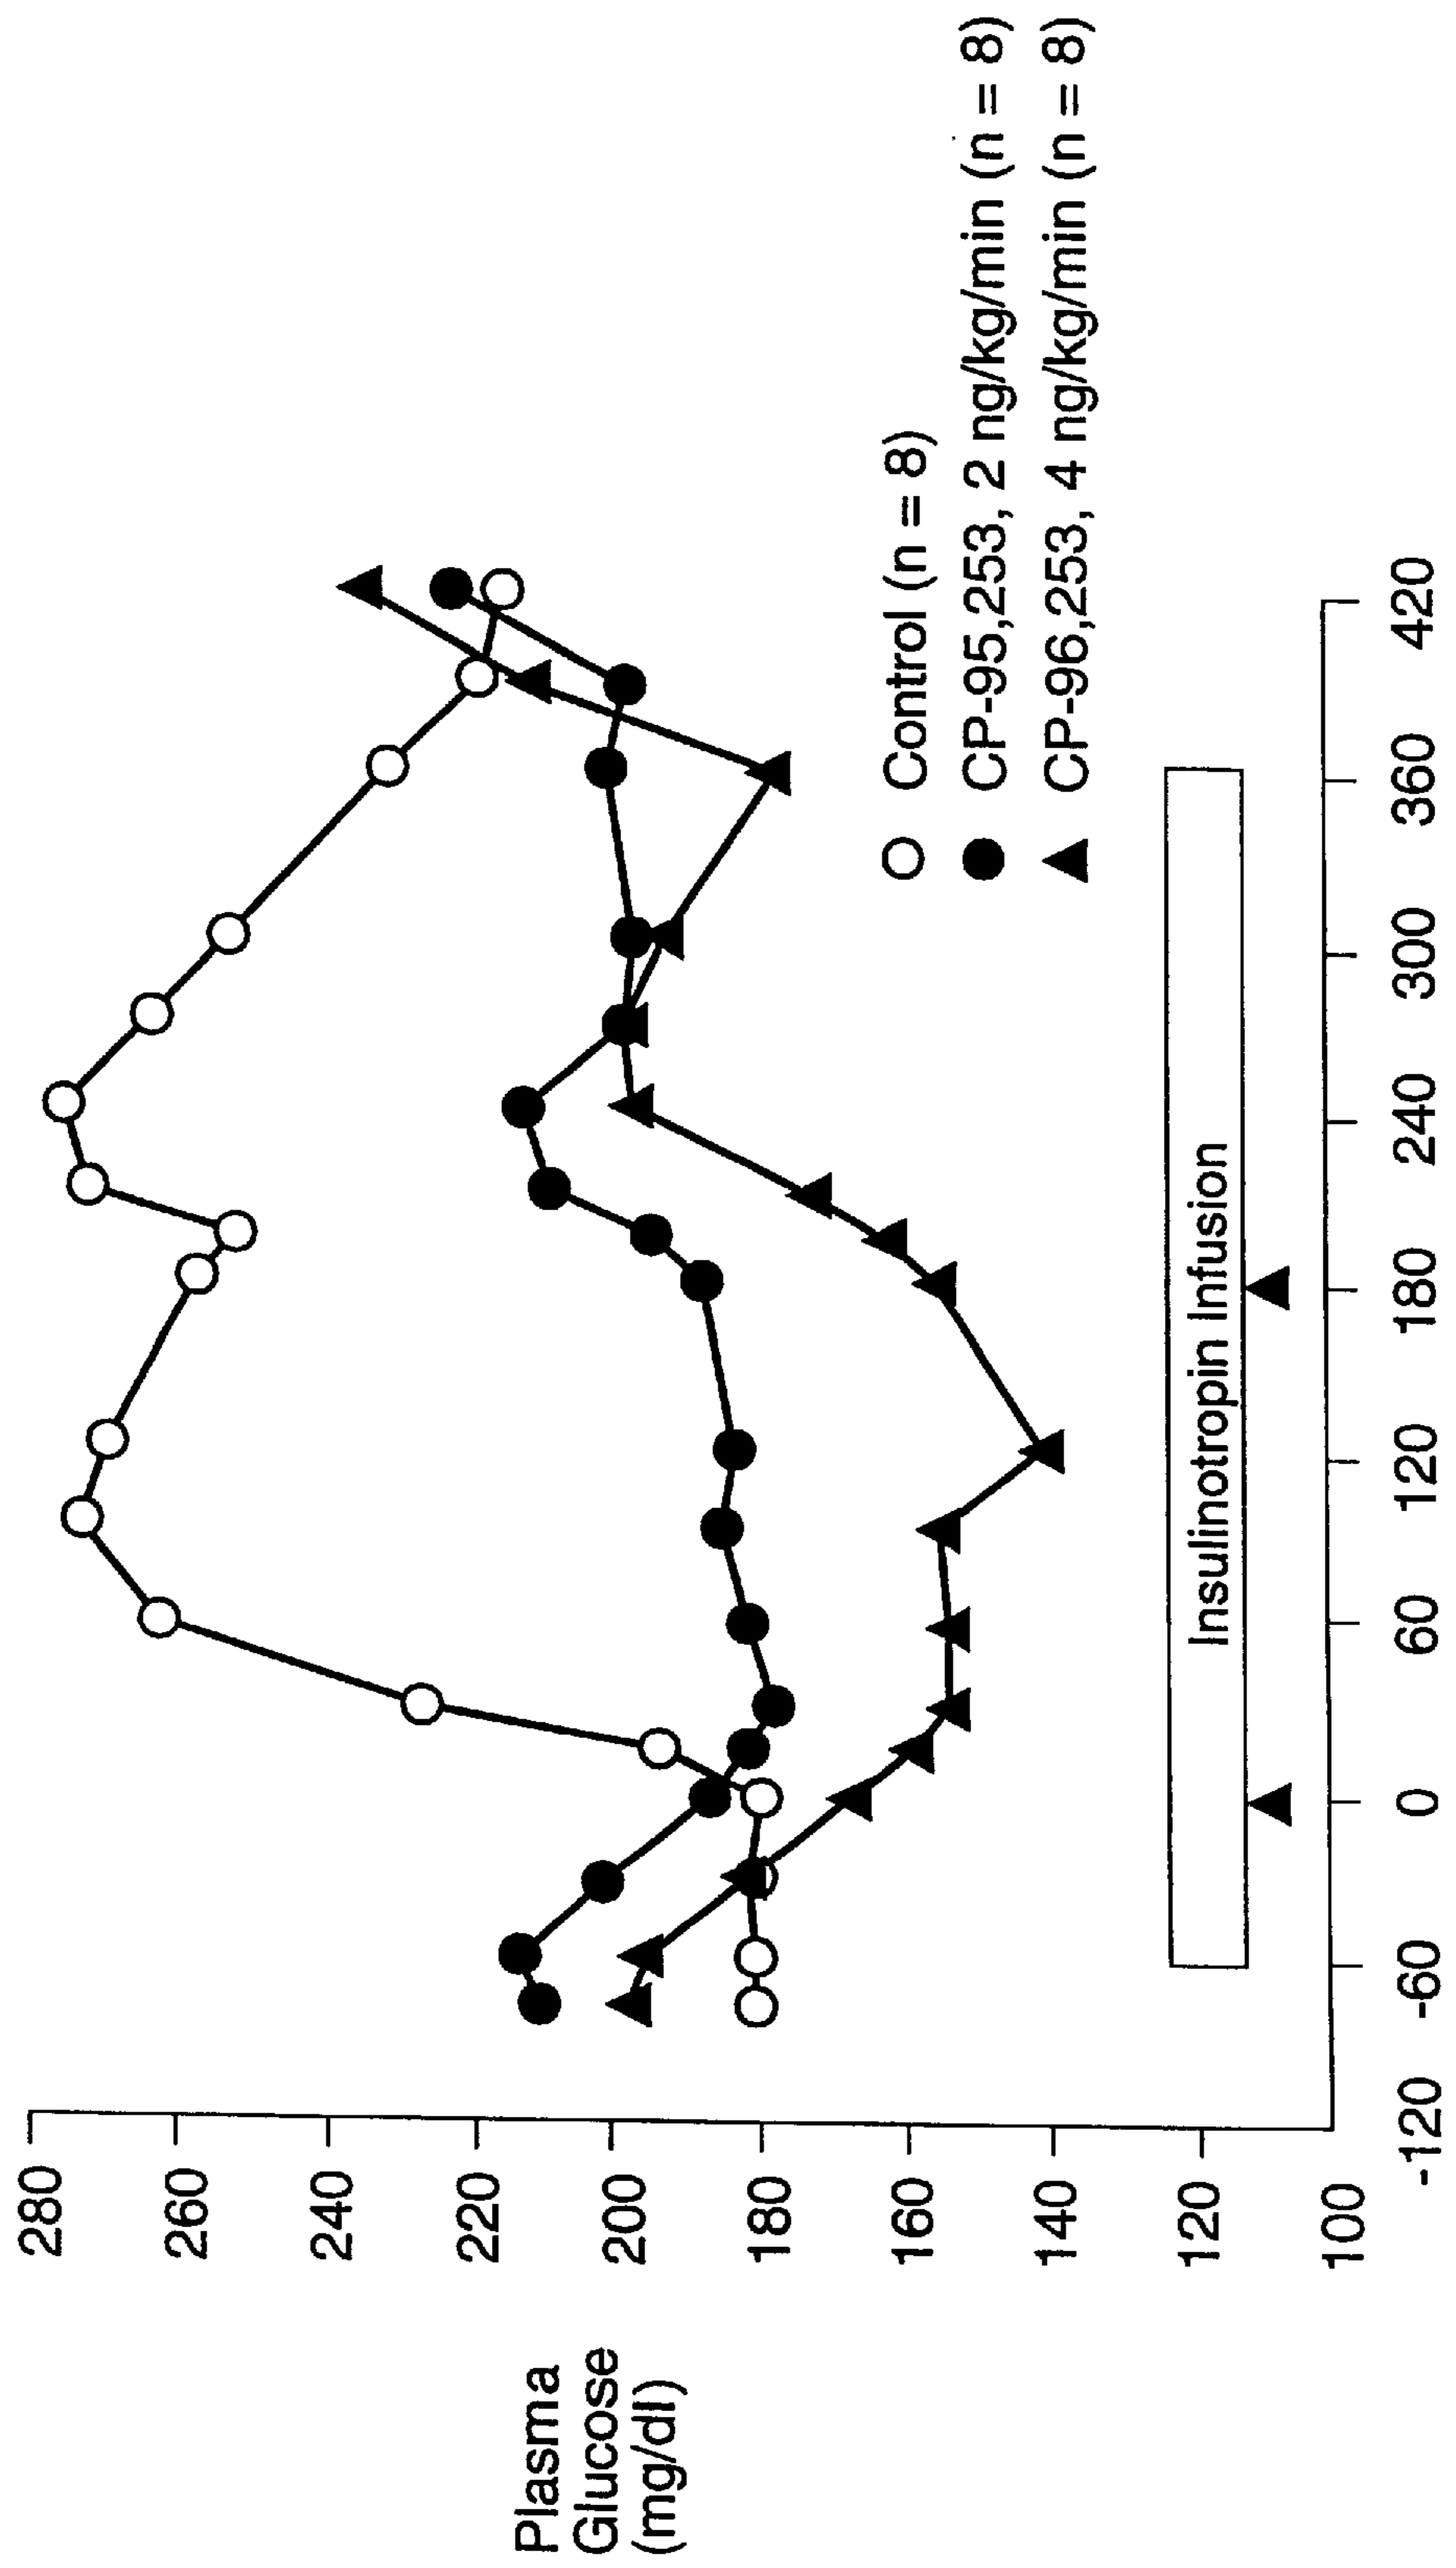 280
260
240
220
200
180
160
140
120
100
Plasma
Glucose
(mg/dl)
Control (n = 8)
CP-95,253, 2 ng/kg/min (n = 8)
CP-96,253, 4 ng/kg/min (n = 8)
Insulinotropin Infusion
-120 -60 0 60 120 180 240 300 360 420